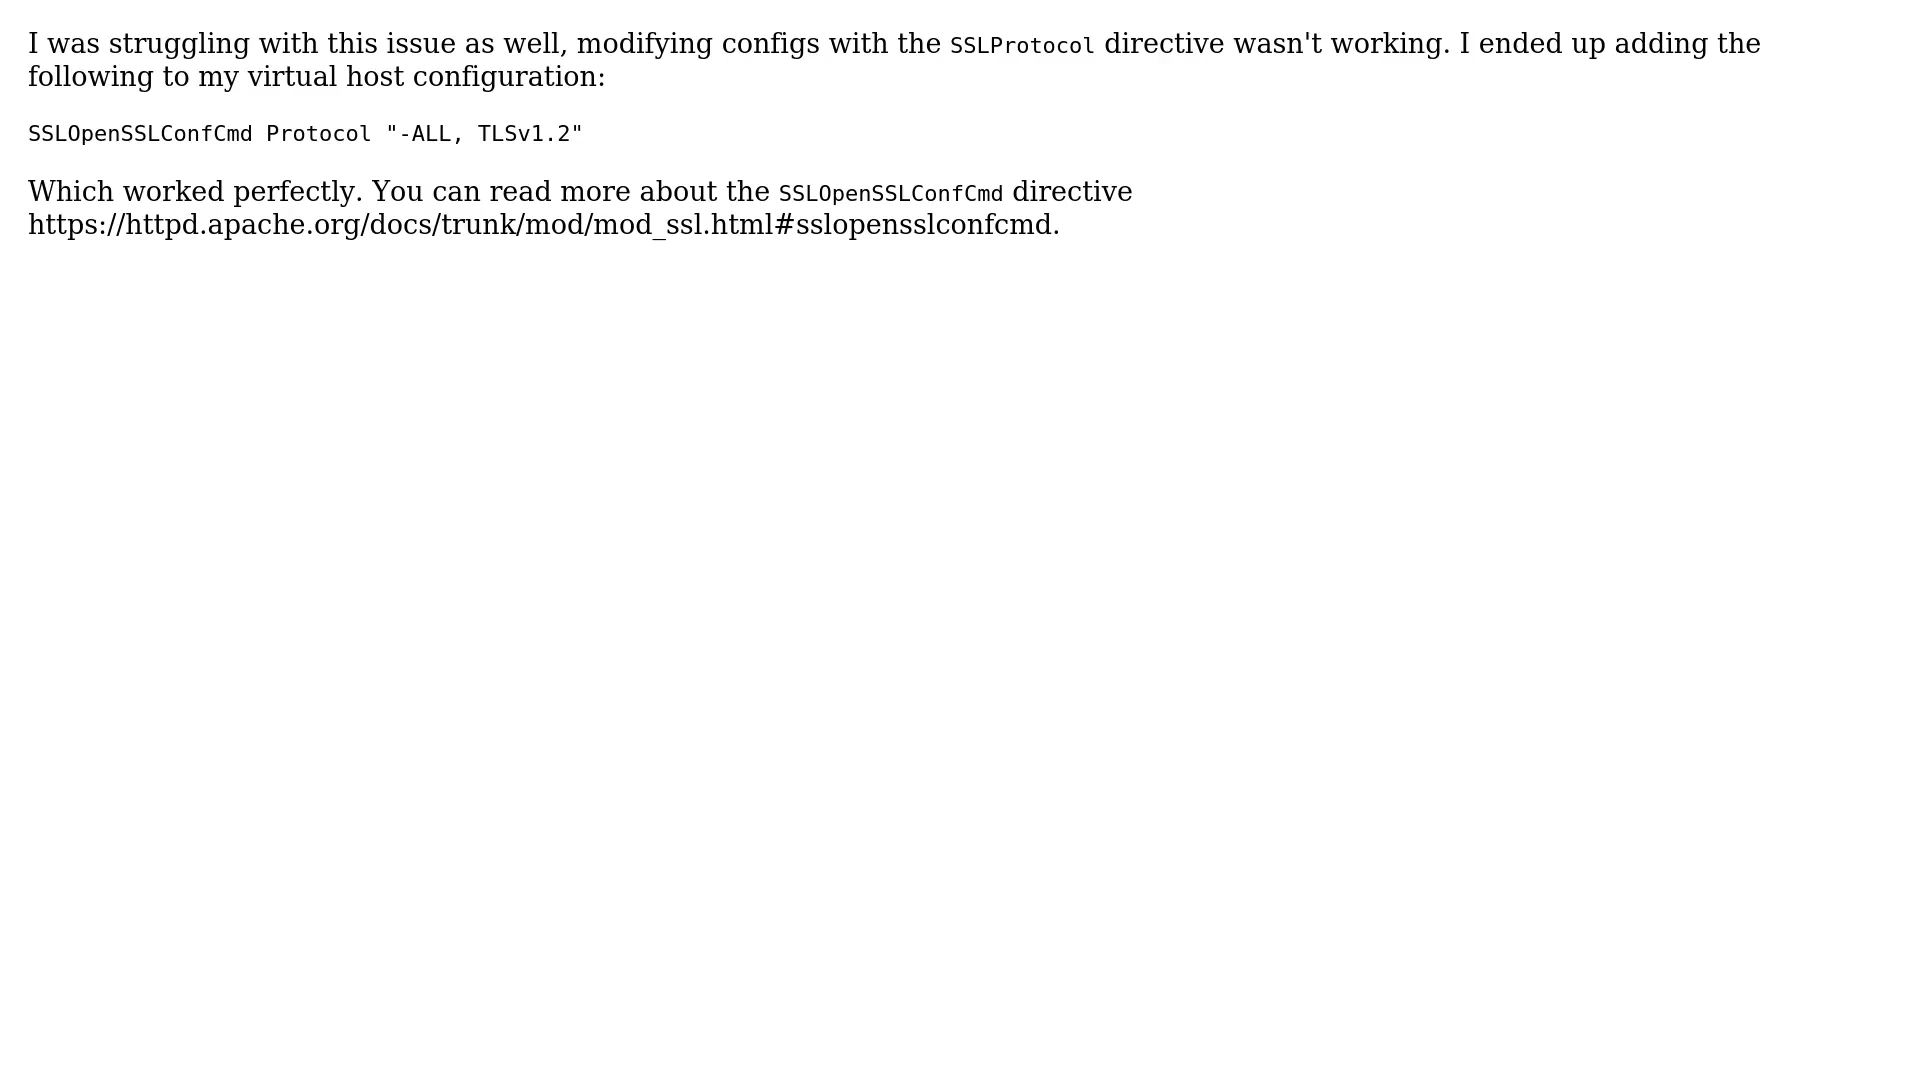 I was struggling with this issue as well, modifying configs with the SSLProtocol directive wasn't working. I ended up adding the
following to my virtual host configuration:
SSLOpenSSLConfCmd Protocol "-ALL, TLSv1.2"
Which worked perfectly. You can read more about the SSLOpenSSLConfCmd directive
https://httpd.apache.org/docs/trunk/mod/mod_ssl.html#sslopensslconfcmd.